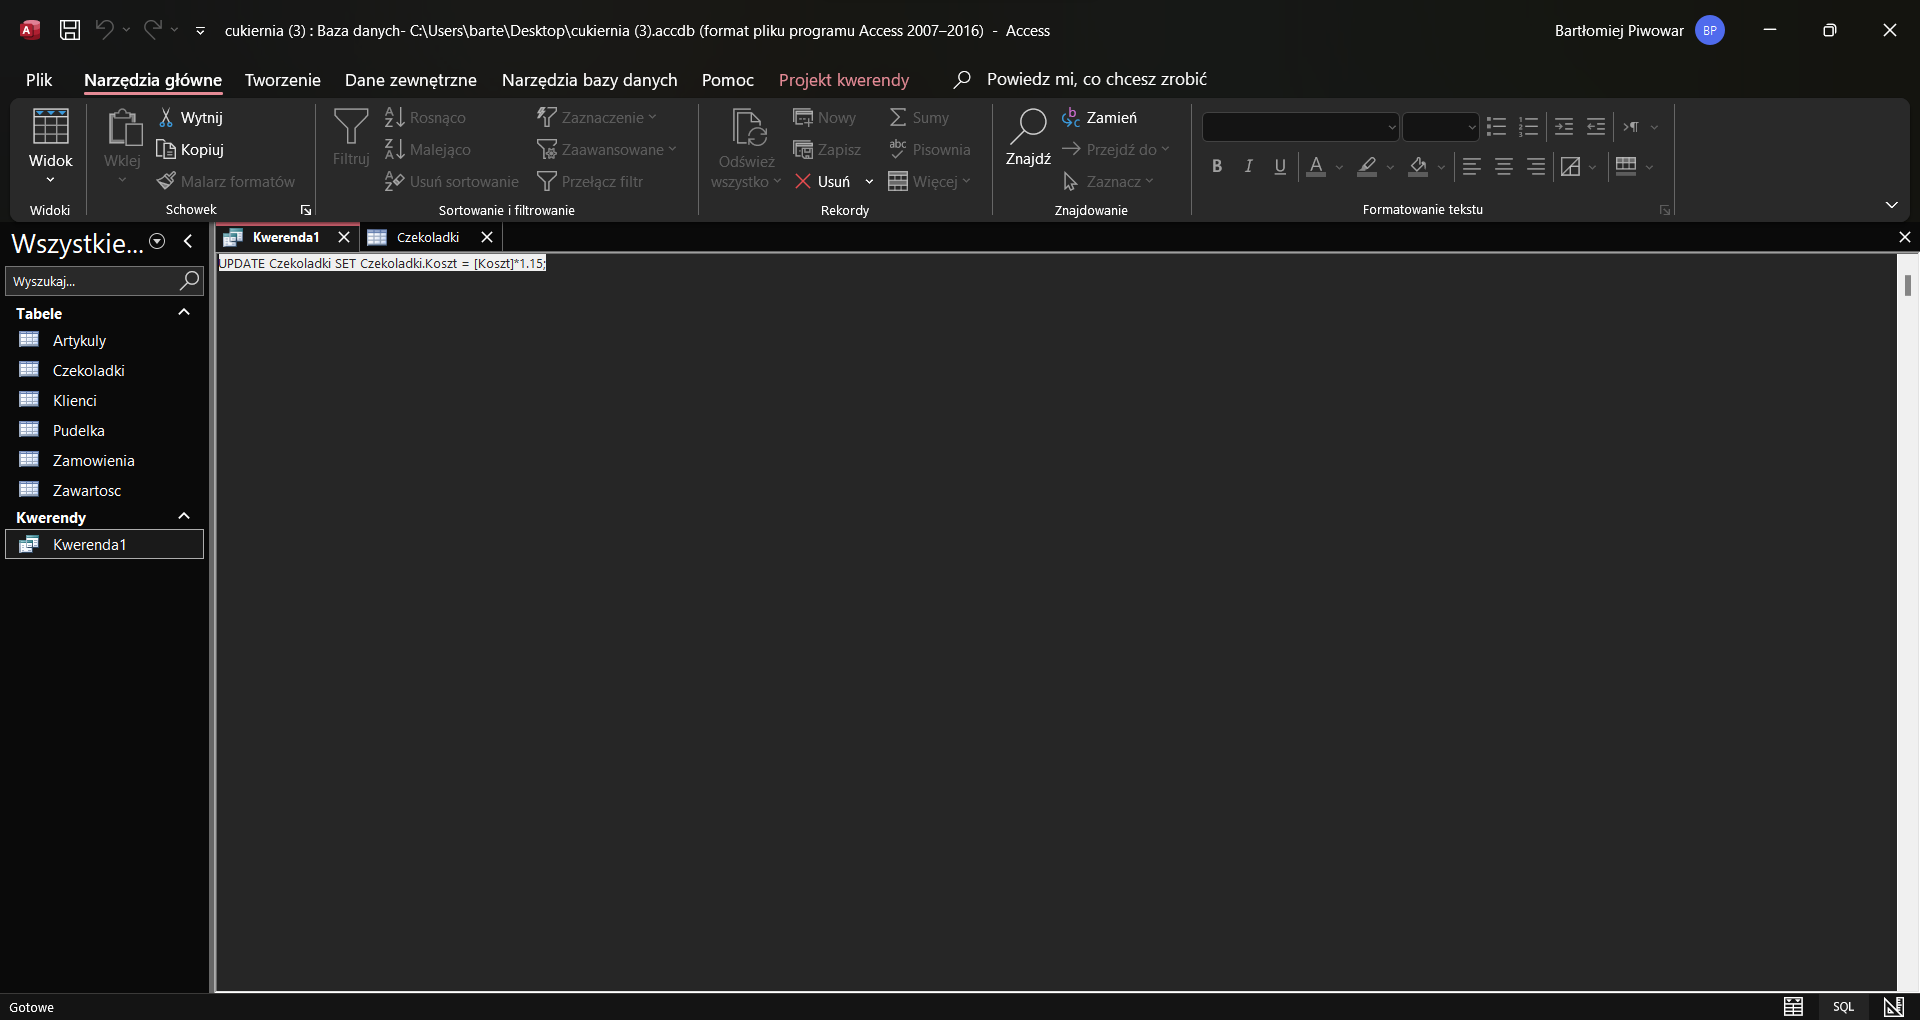 cukiernia (3) : Baza danych- C:\Users\barte\Desktop\cukiernia (3).accdb (format pliku programu Access 2007–2016) - Access
Bartłomiej Piwowar
BP
Plik
Narzędzia główne
Tworzenie
Dane zewnętrzne
Narzędzia bazy danych
Pomoc
Projekt kwerendy
Powiedz mi, co chcesz zrobić
Widok
Widoki
Wklej
Wytnij
Kopiuj
Malarz formatów
Schowek
Filtruj
Rosnąco
Malejąco
Usuń sortowanie
Zaznaczenie
Zaawansowane
Przełącz filtr
Sortowanie i filtrowanie
Odśwież
wszystko
Nowy
Zapisz
Usuń
Sumy
Pisownia
Więcej
Rekordy
Znajdź
Zamień
Przejdź do
Zaznacz
Znajdowanie
B I U A
Formatowanie tekstu
Wszystkie...
Wyszukaj...
Tabele
Artykuly
Czekoladki
Klienci
Pudelka
Zamowienia
Zawartosc
Kwerendy
Kwerenda1
Kwerenda1
Czekoladki
UPDATE Czekoladki SET Czekoladki.Koszt = [Koszt]*1.15;
Gotowe
SQL